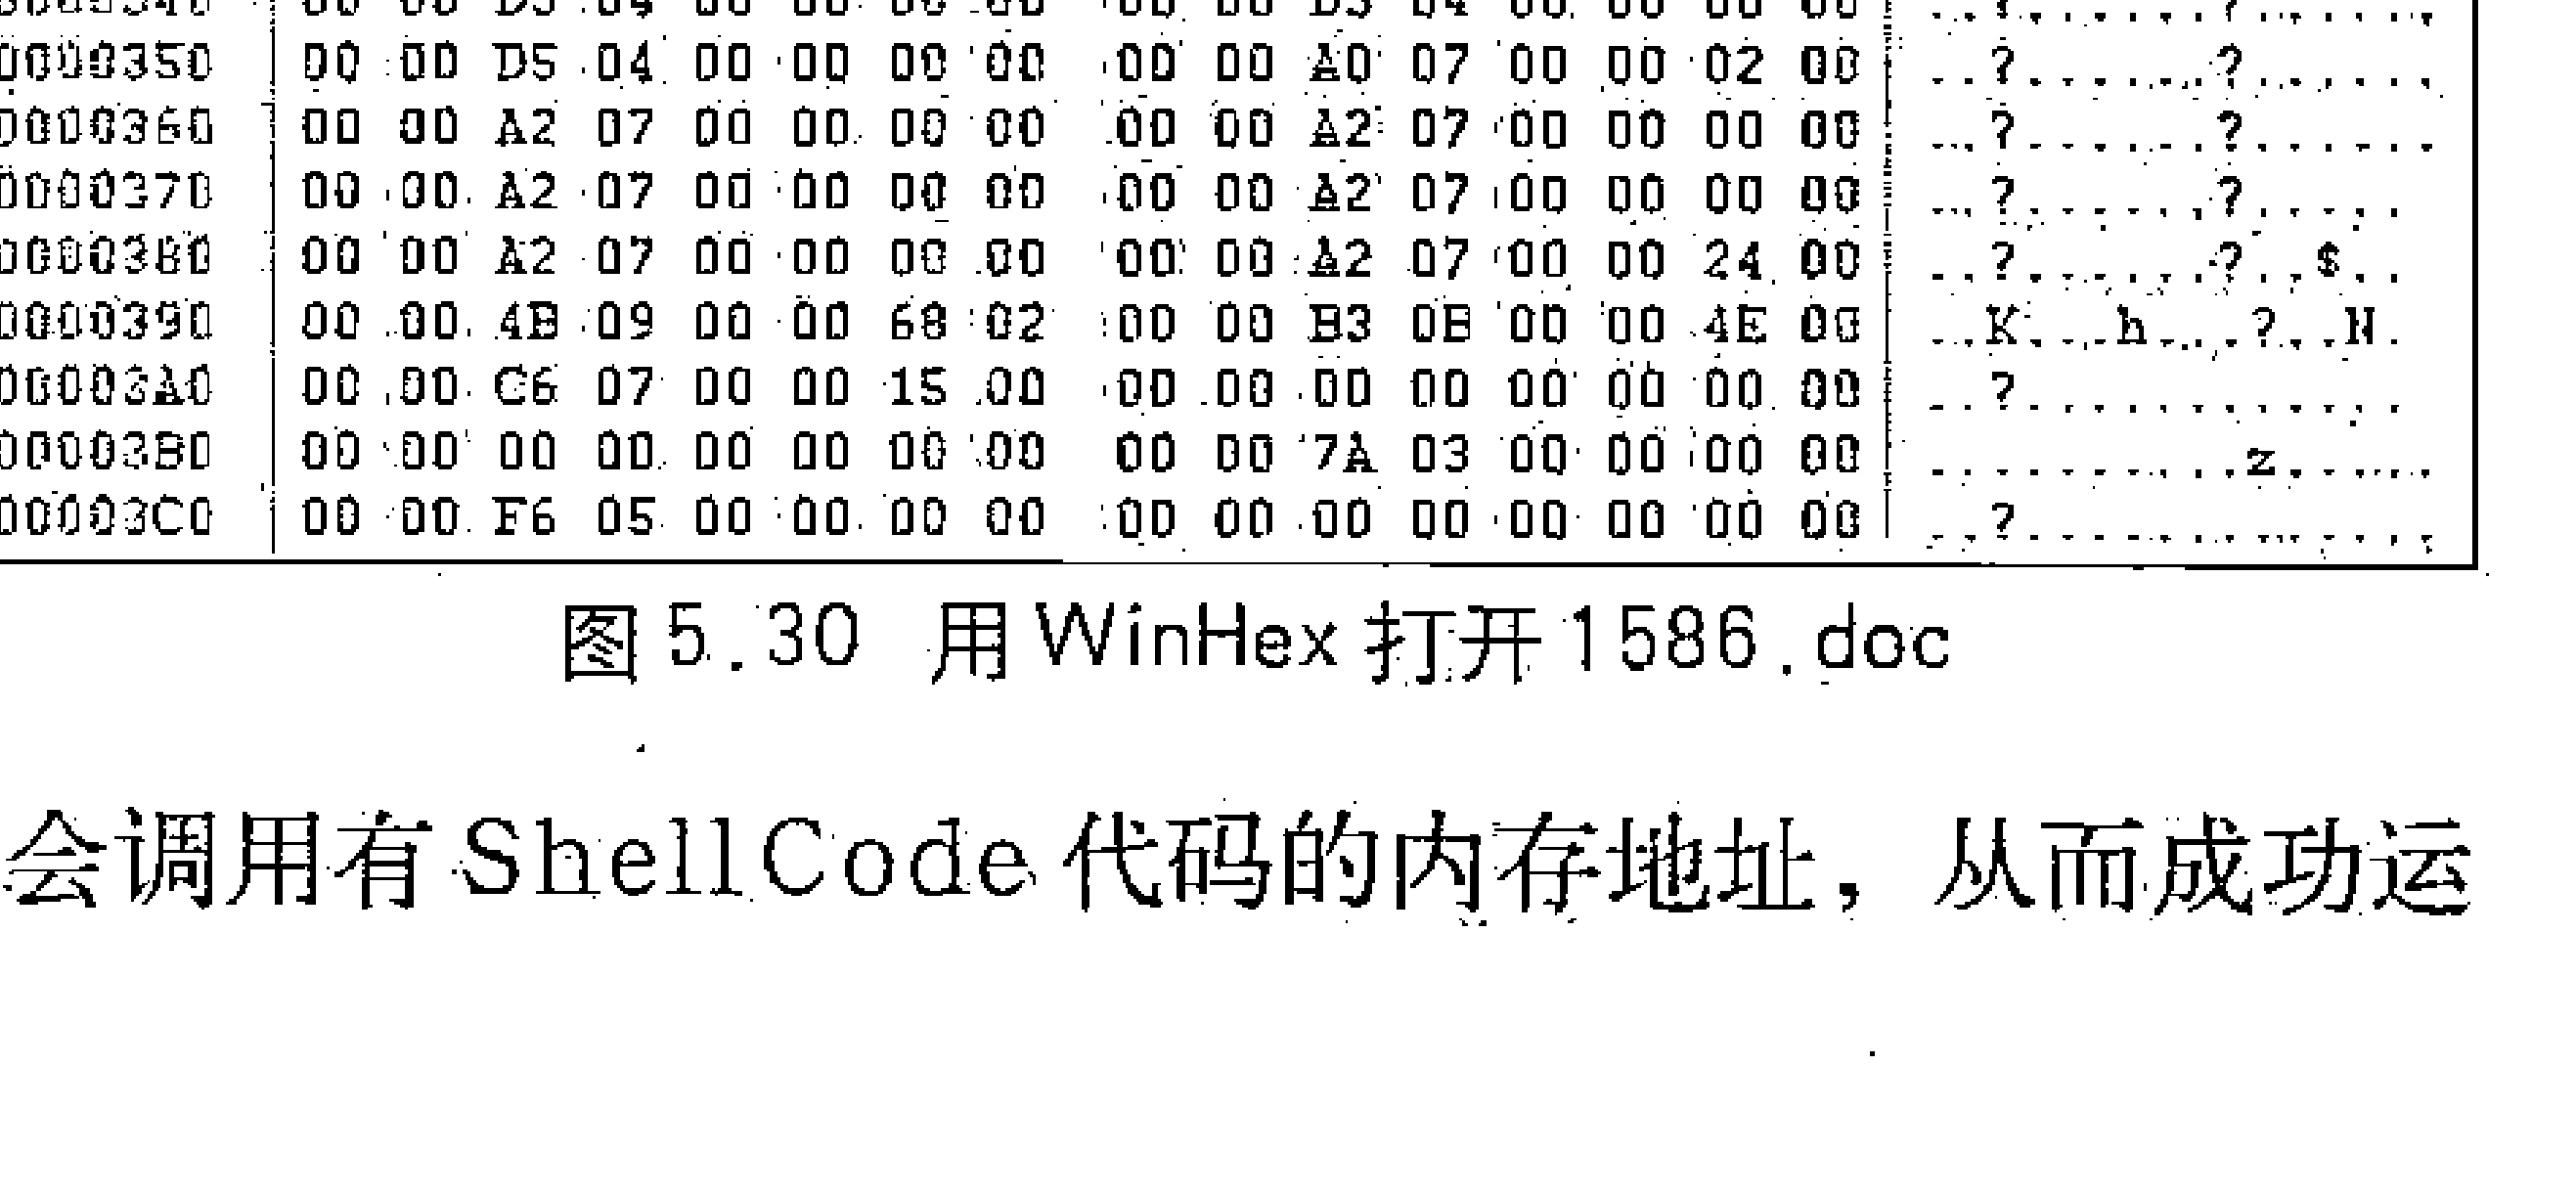 00000350 00 00 D5 04 00 00 00 00 00 00 A0 07 00 00 02 00 ..?.......?.....
00000360 00 00 A2 07 00 00 00 00 00 00 A2 07 00 00 00 00 ..?.......?.....
00000370 00 00 A2 07 00 00 00 00 00 00 A2 07 00 00 00 00 ..?.......?.....
00000380 00 00 A2 07 00 00 00 00 00 00 A2 07 00 00 24 00 ..?.......?..$..
00000390 00 00 4B 09 00 00 68 02 00 00 B3 0B 00 00 4E 00 ..K...h...?...N.
000003A0 00 00 C6 07 00 00 15 00 00 00 00 00 00 00 00 00 ..?.............
000003B0 00 00 00 00 00 00 00 00 00 00 7A 03 00 00 00 00 ..........z.....
000003C0 00 00 F6 05 00 00 00 00 00 00 00 00 00 00 00 00 ..?.............
图 5.30 用 WinHex 打开 1586.doc
会调用有 ShellCode 代码的内存地址，从而成功运